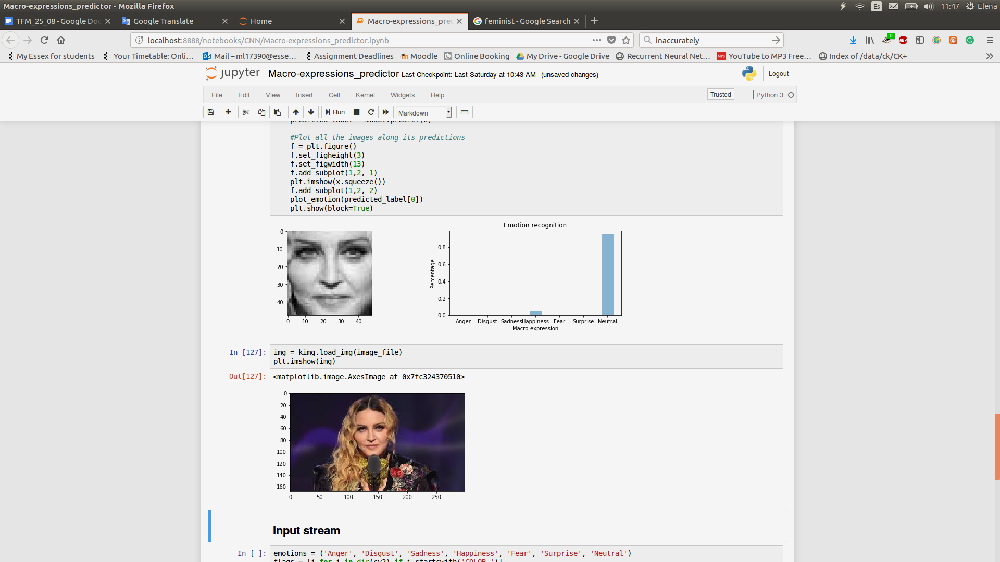 Macro-expressions_predictor - Mozilla Firefox
Es
11:47
Elena
TFM_25_08 - Google Doc
Google Translate
Home
Macro-expressions_pred
feminist - Google Search
localhost:8888/notebooks/CNN/Macro-expressions_predictor.ipynb
inaccurately
0
ABP
My Essex for students
Your Timetable: Onli...
Mail – ml17390@esse...
Assignment Deadlines
Moodle
Online Booking
My Drive - Google Drive
Recurrent Neural Net...
MP3
YouTube to MP3 Free...
Index of /data/ck/CK+
jupyter
Macro-expressions_predictor Last Checkpoint: Last Saturday at 10:43 AM (unsaved changes)
Logout
File Edit View Insert Cell Kernel Widgets Help
Trusted
Python 3
Run
Markdown
predicted_label = model.predict(x)
#Plot all the images along its predictions
f = plt.figure()
f.set_figheight(3)
f.set_figwidth(13)
f.add_subplot(1,2, 1)
plt.imshow(x.squeeze())
f.add_subplot(1,2, 2)
plot_emotion(predicted_label[0])
plt.show(block=True)
0
10
20
30
40
0 10 20 30 40
Emotion recognition
Percentage
0.8
0.6
0.4
0.2
0.0
Anger Disgust Sadness Happiness Fear Surprise Neutral
Macro-expression
In [127]:
img = kimg.load_img(image_file)
plt.imshow(img)
Out[127]:
<matplotlib.image.AxesImage at 0x7fc324370510>
0
20
40
60
80
100
120
140
160
0 50 100 150 200 250
Input stream
In [ ]:
emotions = ('Anger', 'Disgust', 'Sadness', 'Happiness', 'Fear', 'Surprise', 'Neutral')
flags = [i for i in dir(cv2) if i.startswith('COLOR_')]